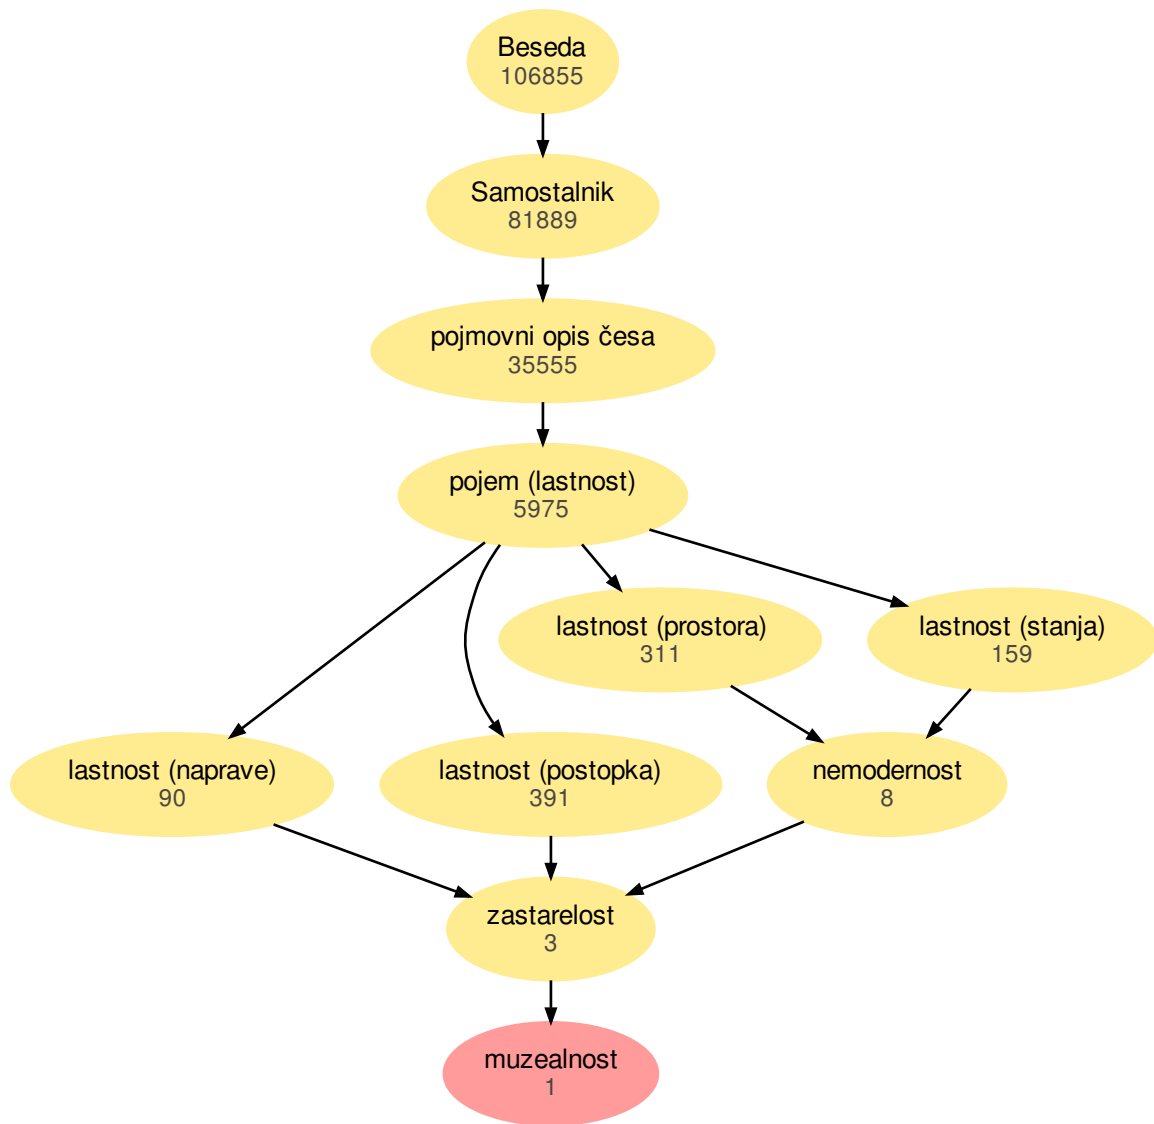 Beseda
106855
Samostalnik
81889
pojmovni opis česa
35555
pojem (lastnost)
5975
lastnost (prostora)
311
lastnost (stanja)
159
lastnost (naprave)
90
lastnost (postopka)
391
nemodernost
8
zastarelost
3
muzealnost
1